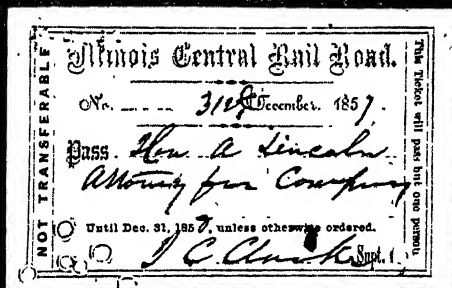 Illinois Central Rail Road.
No. 31st December. 1857.
Pass Hon A Lincoln
Attorney for Company
Until Dec. 31, 1857, unless otherwise ordered.
Supt.
NOT TRANSFERABLE
This Ticket will pass but one person